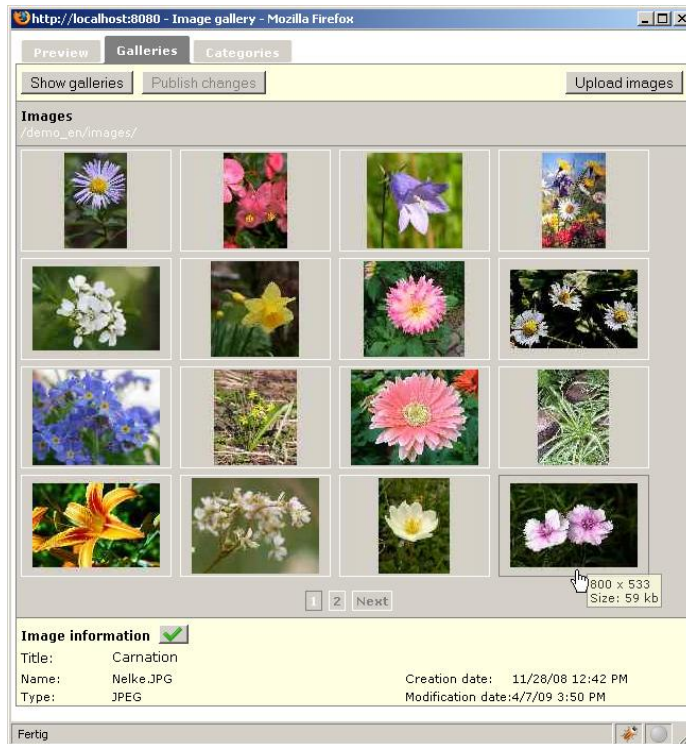 http://localhost:8080 - Image gallery - Mozilla Firefox
Preview Galleries Categories
Show galleries Publish changes Upload images
Images
/demo_en/images/
800 x 533
Size: 59 kb
1 2 Next
Image information
Title: Carnation
Name: Nelke.JPG Creation date: 11/28/08 12:42 PM
Type: JPEG Modification date:4/7/09 3:50 PM
Fertig